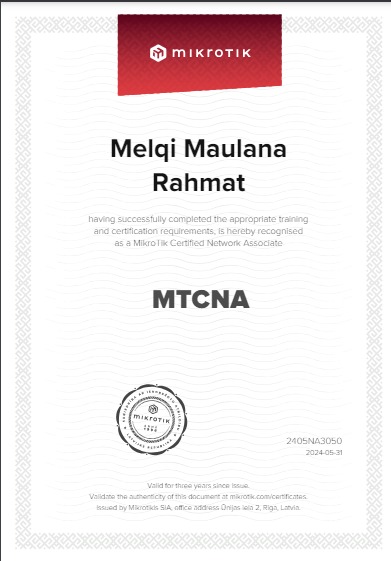 mikrotik
Melqi Maulana
Rahmat
having successfully completed the appropriate training
and certification requirements, is hereby recognised
as a MikroTik Certified Network Associate
MTCNA
mikrotik
2405NA3050
2024-05-31
Valid for three years since issue.
Validate the authenticity of this document at mikrotik.com/certificates.
Issued by Mikrotikls SIA, office address Ūnijas iela 2, Riga, Latvia.